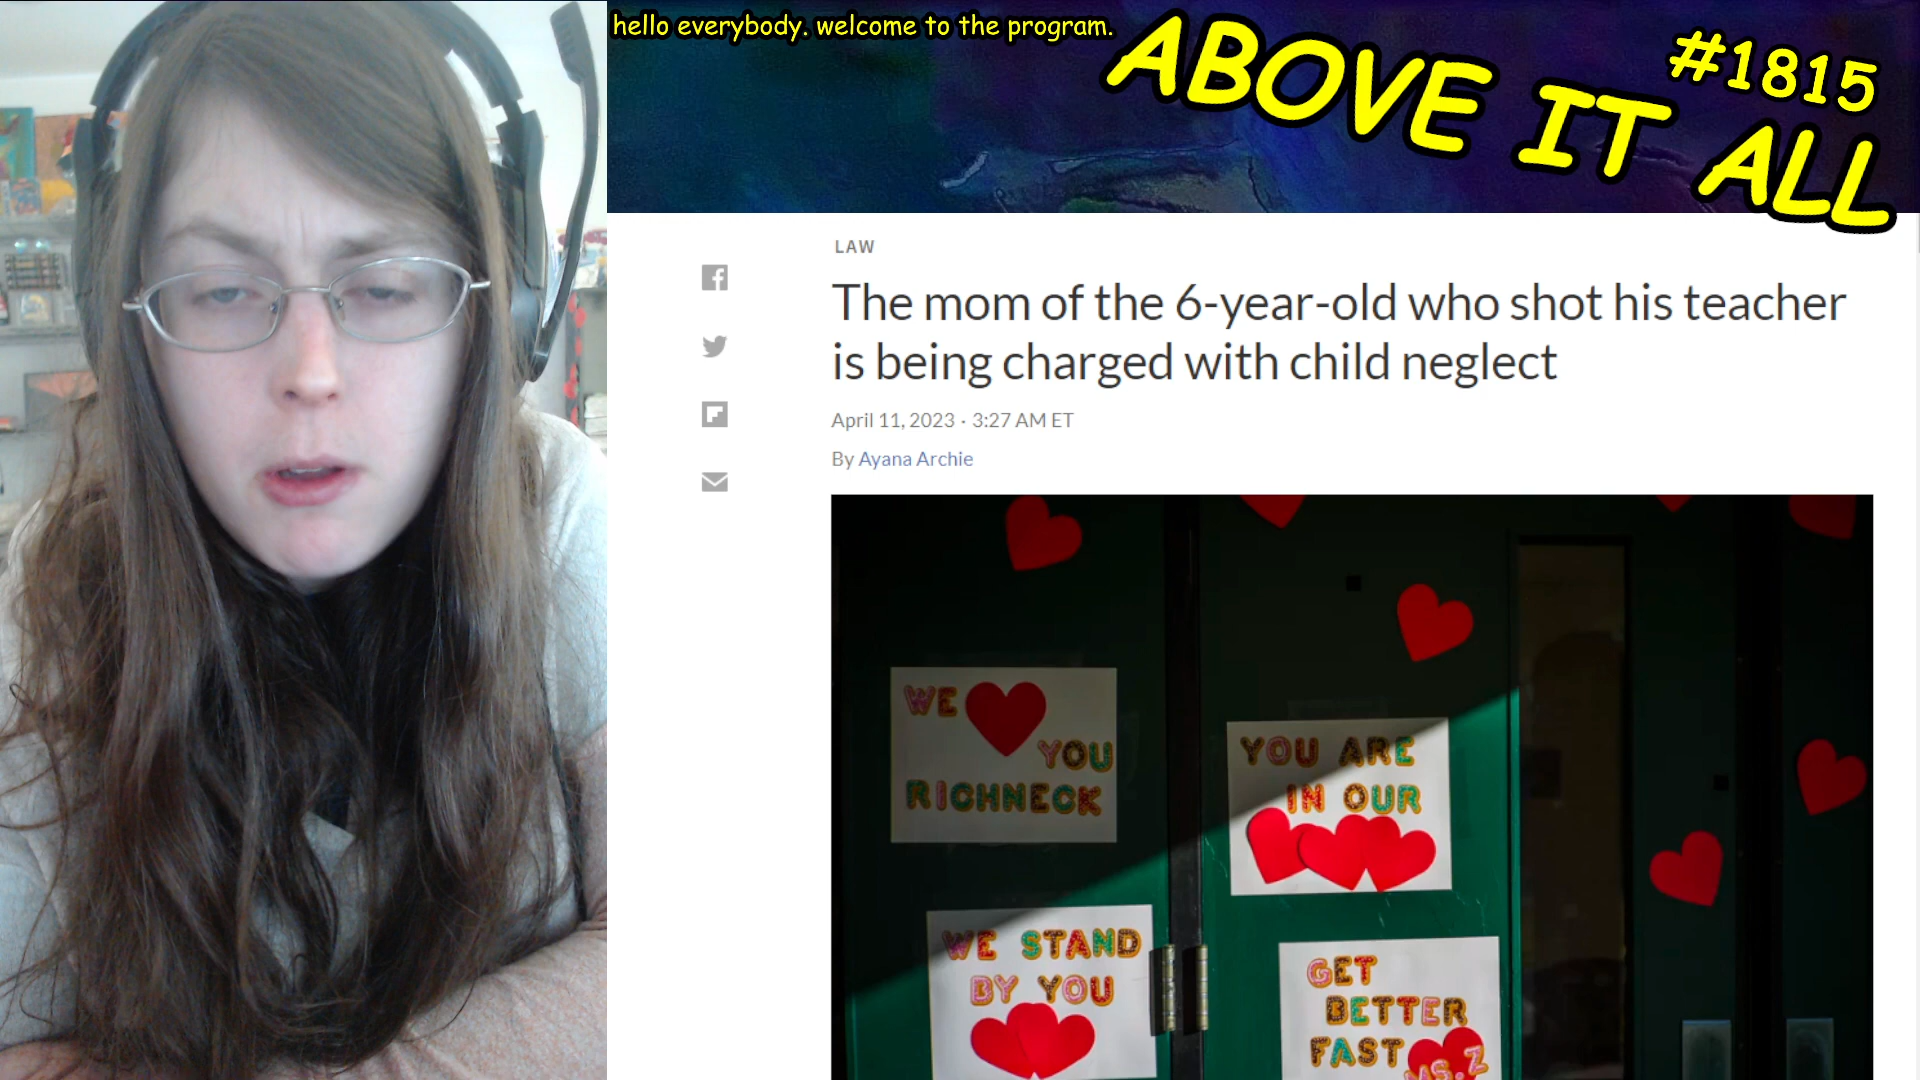 hello everybody. welcome to the program.
ABOVE IT ALL
#1815
LAW
The mom of the 6-year-old who shot his teacher
is being charged with child neglect
April 11, 2023 · 3:27 AM ET
By Ayana Archie
WE
YOU
RICHNECK
YOU ARE
IN OUR
WE STAND
BY YOU
GET
BETTER
FAST
MS. Z